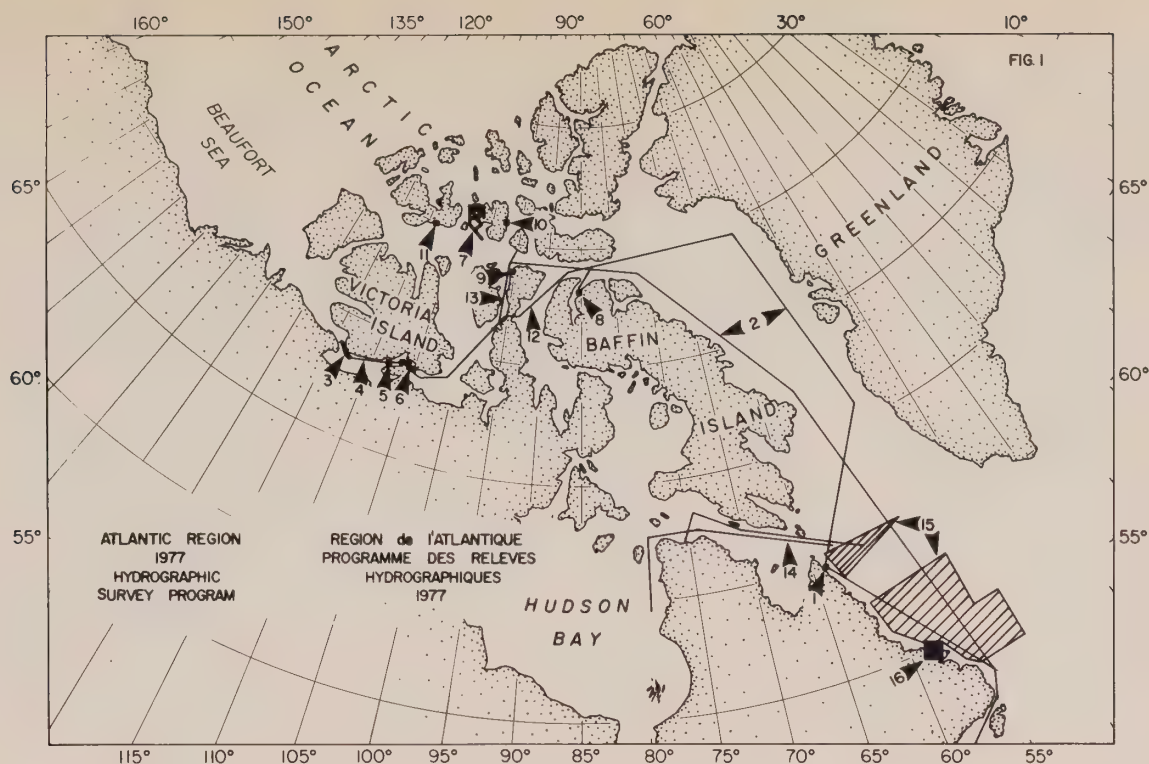 160° 150° 135° 120° 90° 60° 30° 10°
FIG. 1
ARCTIC
OCEAN
BEAUFORT
SEA
65°
65°
GREENLAND
11
7
10
9
13
12
8
2
VICTORIA
ISLAND
BAFFIN
ISLAND
3
4
5
6
60°
60°
55°
55°
15
14
1
16
ATLANTIC REGION
1977
HYDROGRAPHIC
SURVEY PROGRAM
REGION de l'ATLANTIQUE
PROGRAMME DES RELEVES
HYDROGRAPHIQUES
1977
HUDSON
BAY
115° 110° 105° 100° 95° 90° 85° 80° 75° 70° 65° 60° 55°